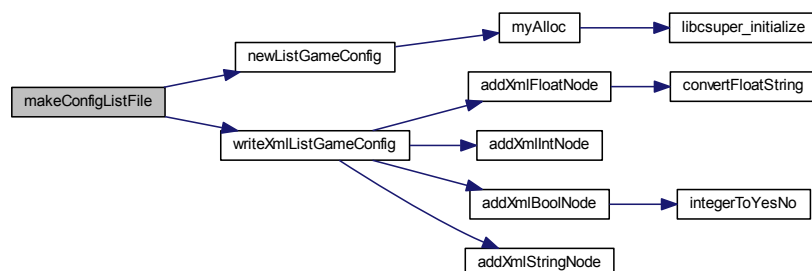 makeConfigListFile
newListGameConfig
myAlloc
libcsuper_initialize
writeXmlListGameConfig
addXmlFloatNode
convertFloatString
addXmlIntNode
addXmlBoolNode
integerToYesNo
addXmlStringNode